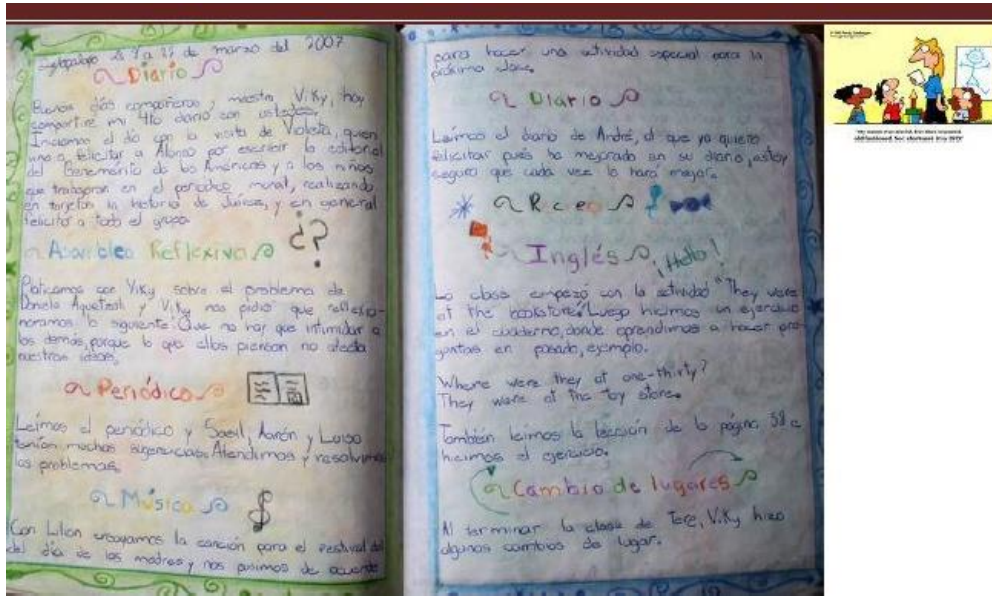 de marzo del 2007
Diario
Buenos días compañeros y maestra Viky, hoy
compartiré mi 4to diario con ustedes.
Iniciamos el día con la visita de Violeta, quien
vino a felicitar a Alonso por escribir la editorial
del Benemérito de las Américas y a los niños
que trabajaron en el periódico mural, realizando
en tarjetas la historia de Juárez, y en general
felicitó a todo el grupo.
Asamblea Reflexiva ¿?
Platicamos con Viky sobre el problema de
Daniela y Viky nos pidió que reflexio-
náramos lo siguiente: Que no hay que intimidar a
los demás, porque lo que ellos piensan no afecta
nuestras ideas.
Periódico
Leímos el periódico y Saail, Aarón y Luisa
tenían muchas sugerencias. Atendimos y resolvimos
los problemas.
Música
Con Lilian ensayamos la canción para el festival del
del día de las madres y nos pusimos de acuerdo
para hacer una actividad especial para la
próxima clase.
Diario
Leímos el diario de André, al que yo quiero
felicitar pues ha mejorado en su diario, estoy
segura que cada vez lo hará mejor.
Receso
Inglés ¡Hello!
La clase empezó con la actividad "They were
at the bookstore". Luego hicimos un ejercicio
en el cuaderno, donde aprendimos a hacer pre-
guntas en pasado, ejemplo.
Where were they at one-thirty?
They were at the toy store.
También leímos la lección de la página 58 e
hicimos el ejercicio.
Cambio de lugares
Al terminar la clase de Tere, Viky hizo
algunos cambios de lugar.